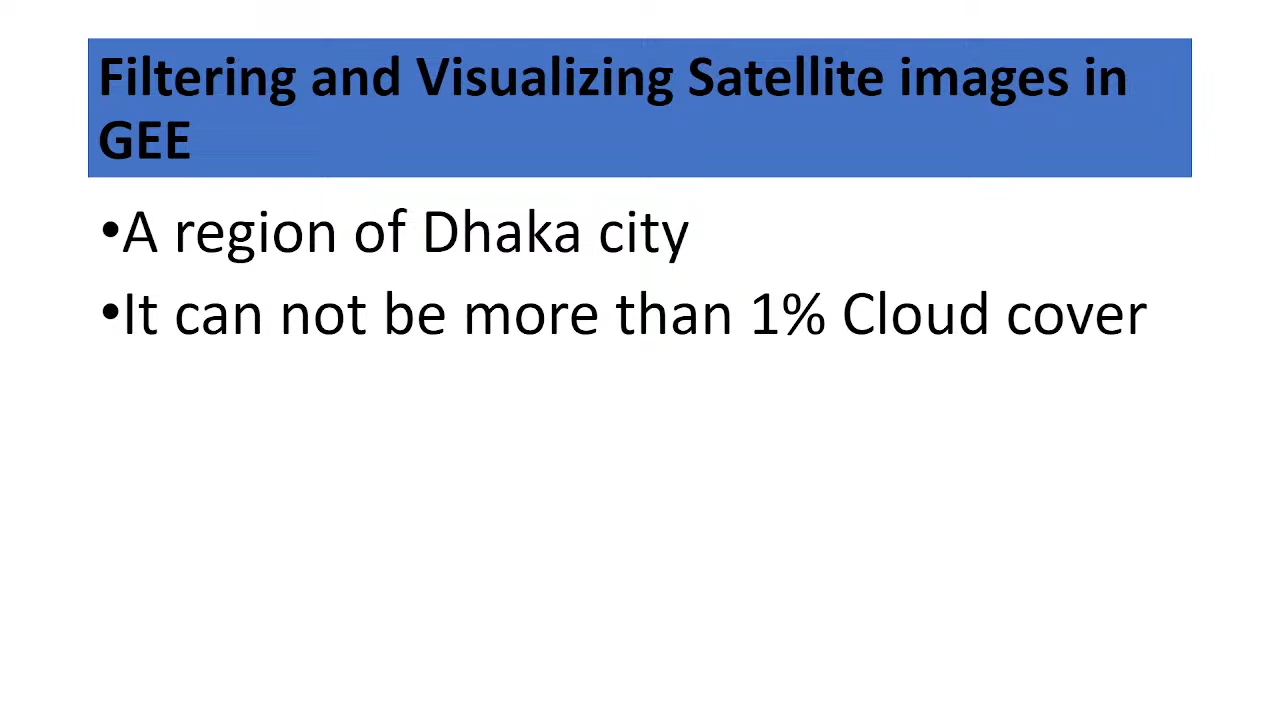 Filtering and Visualizing Satellite images in
GEE
•A region of Dhaka city
•It can not be more than 1% Cloud cover